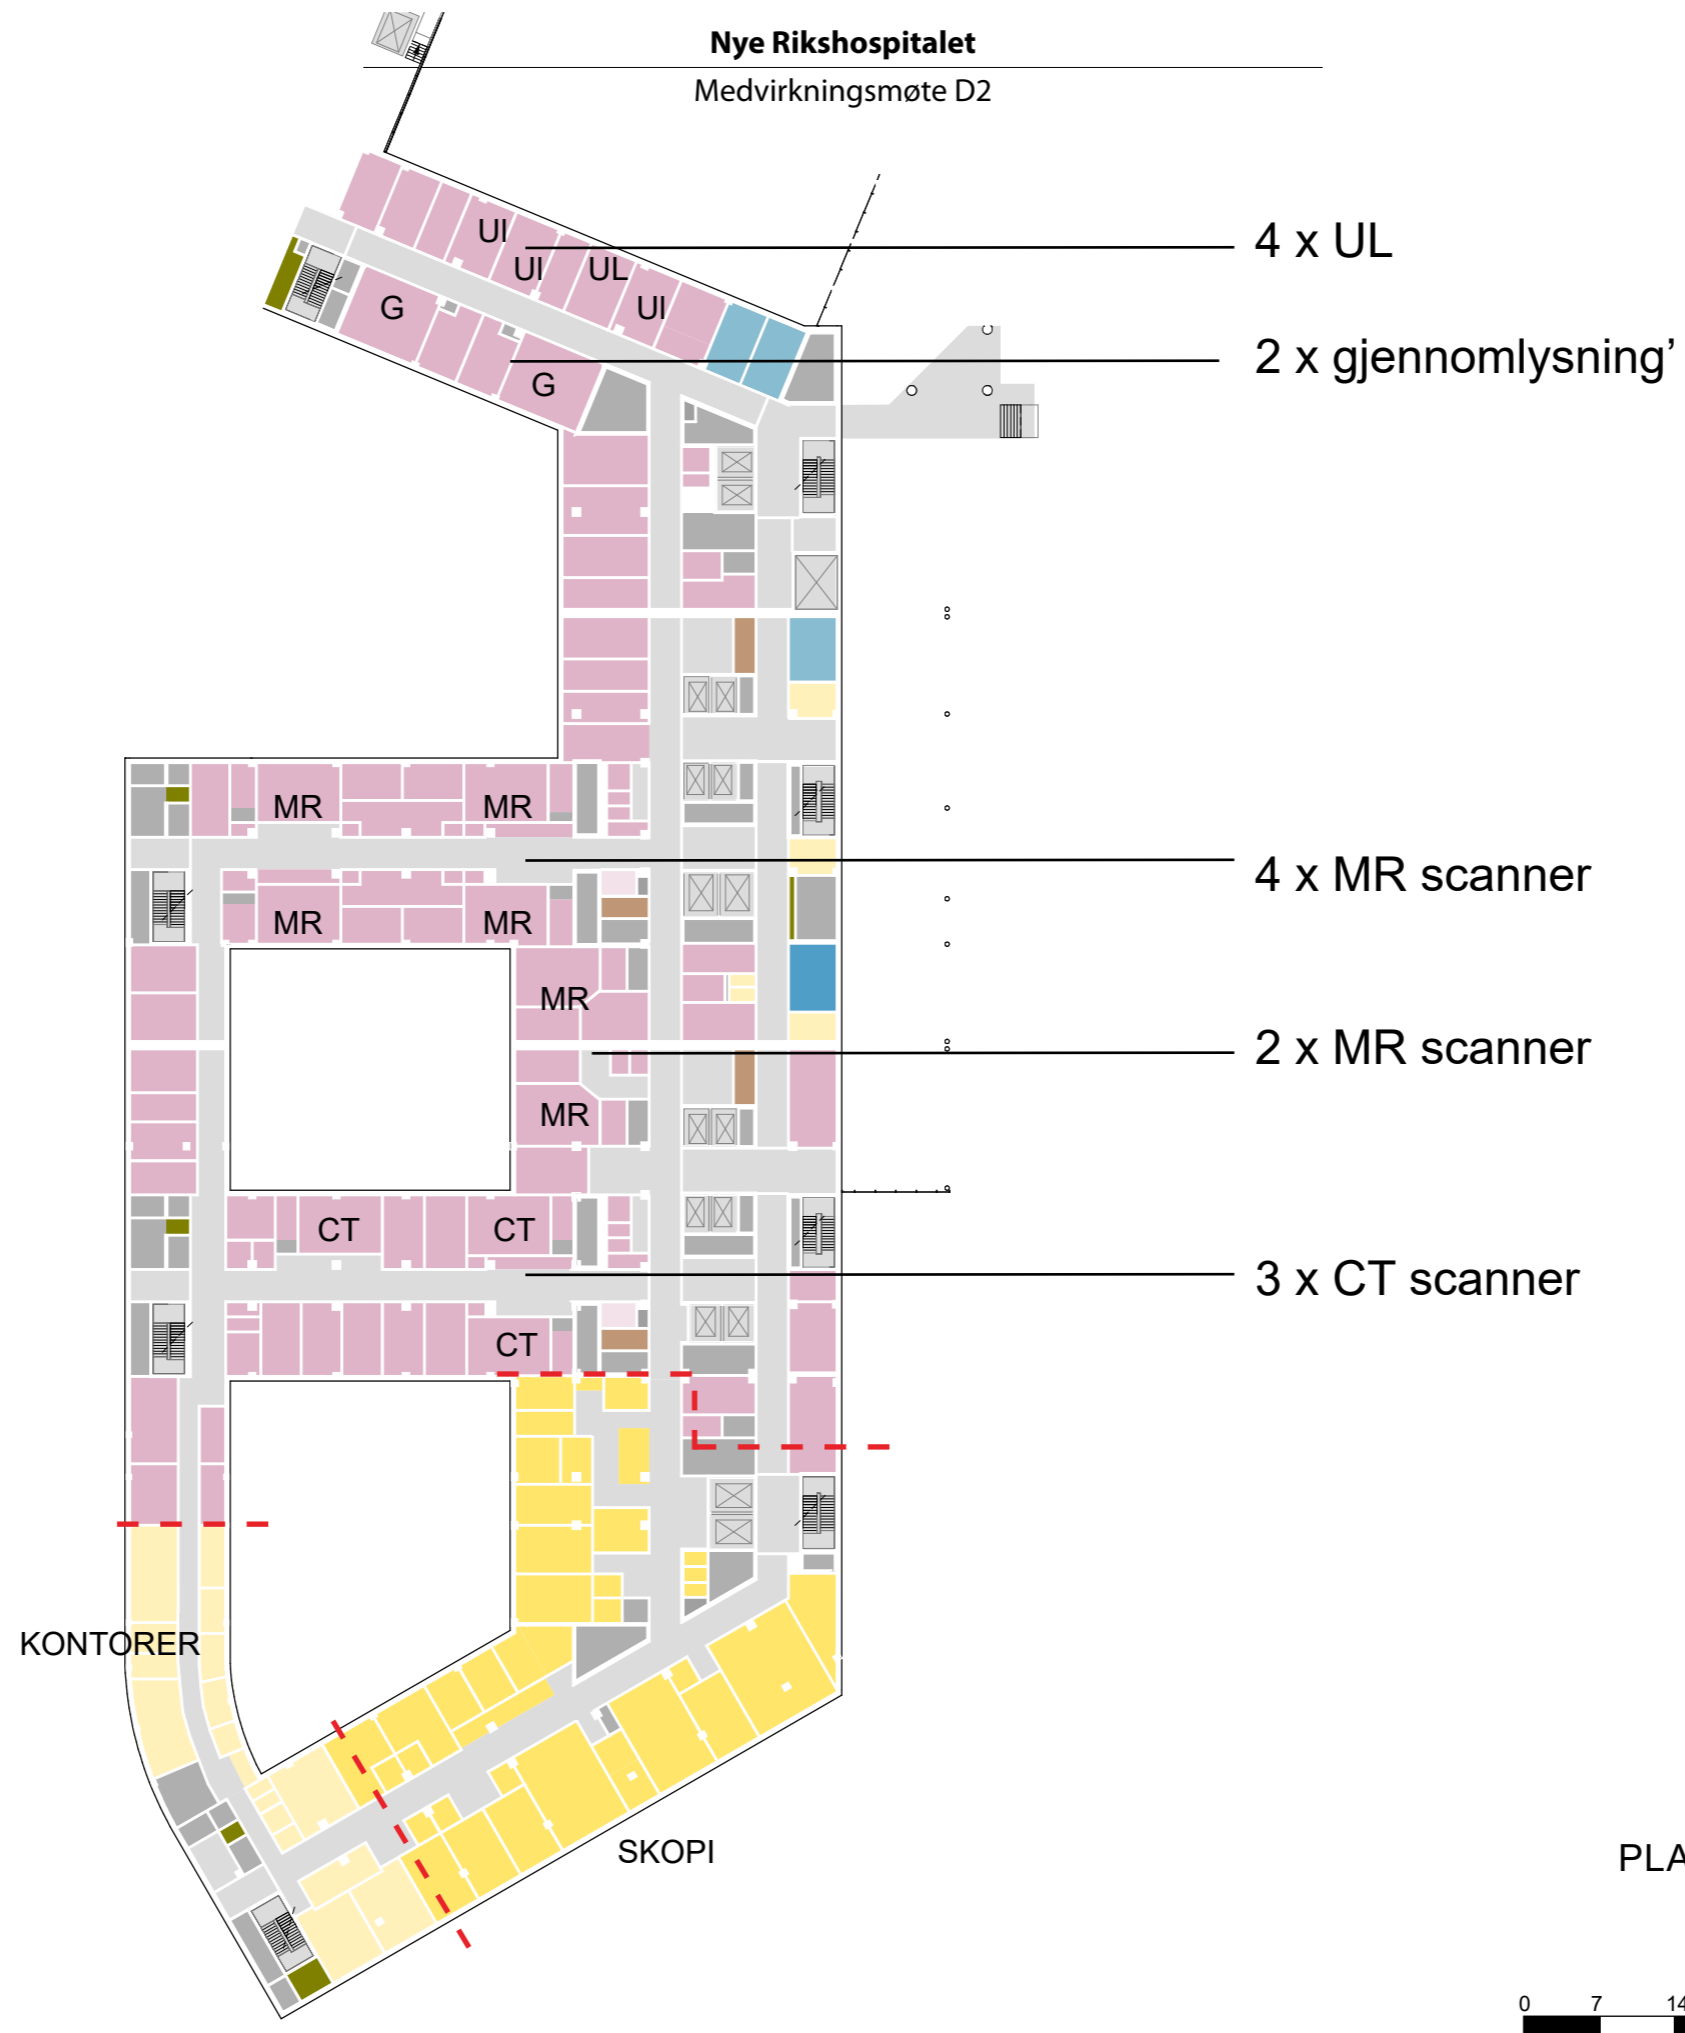 Nye Rikshospitalet
Medvirkningsmøte D2
UI
4 x UL
UI
UL
G
UI
2 x gjennomlysning’
G
MR
MR
4 x MR scanner
MR
MR
MR
2 x MR scanner
MR
CT
CT
3 x CT scanner
CT
KONTORER
SKOPI
PLA
0 7 14